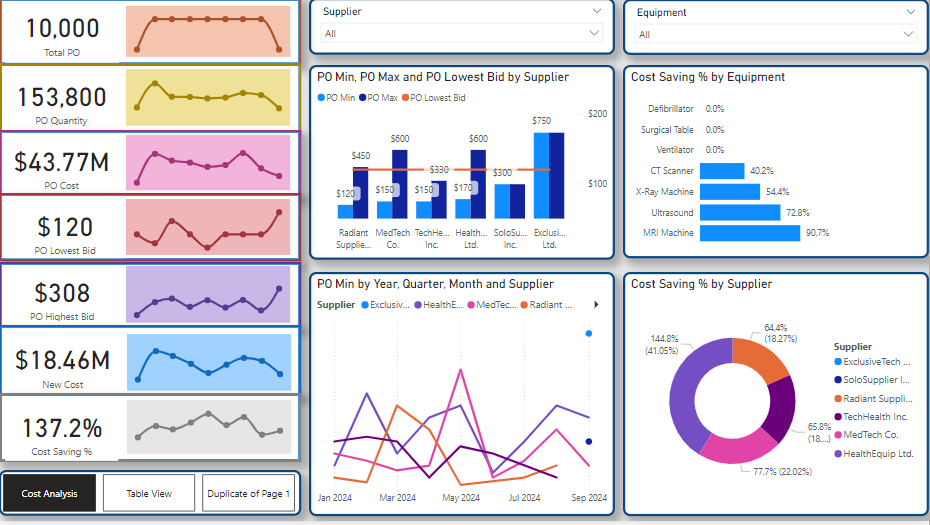 10,000
Total PO
153,800
PO Quantity
$43.77M
PO Cost
$120
PO Lowest Bid
$308
PO Highest Bid
$18.46M
New Cost
137.2%
Cost Saving %
Cost Analysis
Table View
Duplicate of Page 1
Supplier
All
Equipment
All
PO Min, PO Max and PO Lowest Bid by Supplier
PO Min PO Max PO Lowest Bid
$200
$100
$120 $450
$150 $600
$150 $330
$170 $600
$300
$750
Radiant
Supplie...
MedTech
Co.
TechHe...
Inc.
Health...
Ltd.
SoloSu...
Inc.
Exclusi...
Ltd.
Cost Saving % by Equipment
Defibrillator 0.0%
Surgical Table 0.0%
Ventilator 0.0%
CT Scanner 40.2%
X-Ray Machine 54.4%
Ultrasound 72.8%
MRI Machine 90.7%
PO Min by Year, Quarter, Month and Supplier
Supplier Exclusiv... HealthE... MedTec... Radiant ...
Jan 2024 Mar 2024 May 2024 Jul 2024 Sep 2024
Cost Saving % by Supplier
144.8%
(41.05%)
64.4%
(18.27%)
65.8%
(18....)
77.7% (22.02%)
Supplier
ExclusiveTech ...
SoloSupplier I...
Radiant Suppli...
TechHealth Inc.
MedTech Co.
HealthEquip Ltd.